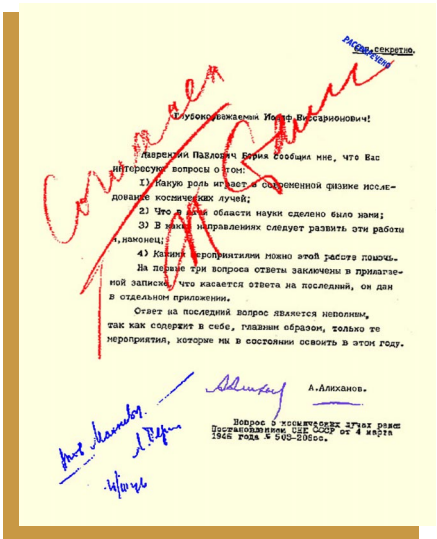 РАССЕКРЕЧЕНО
Сов.секретно.
Глубокоуважаемый Иосиф Виссарионович!
Согласен
И. Сталин
Лаврентий Павлович Берия сообщил мне, что Вас
интересуют вопросы о том:
1) Какую роль играет в современной физике иссле-
дование космических лучей;
2) Что в этой области науки сделано было нами;
3) В каких направлениях следует развить эти работы
и, наконец;
4) Какими мероприятиями можно этой работе помочь.
На первые три вопроса ответы заключены в прилагае-
мой записке, что касается ответа на последний, он дан
в отдельном приложении.
Ответ на последний вопрос является неполным,
так как содержит в себе, главным образом, только те
мероприятия, которые мы в состоянии освоить в этом году.
А.Алиханов.
Вопрос о космических лучах решен
Постановлением СНК СССР от 4 марта
1946 года №
Л. Берия